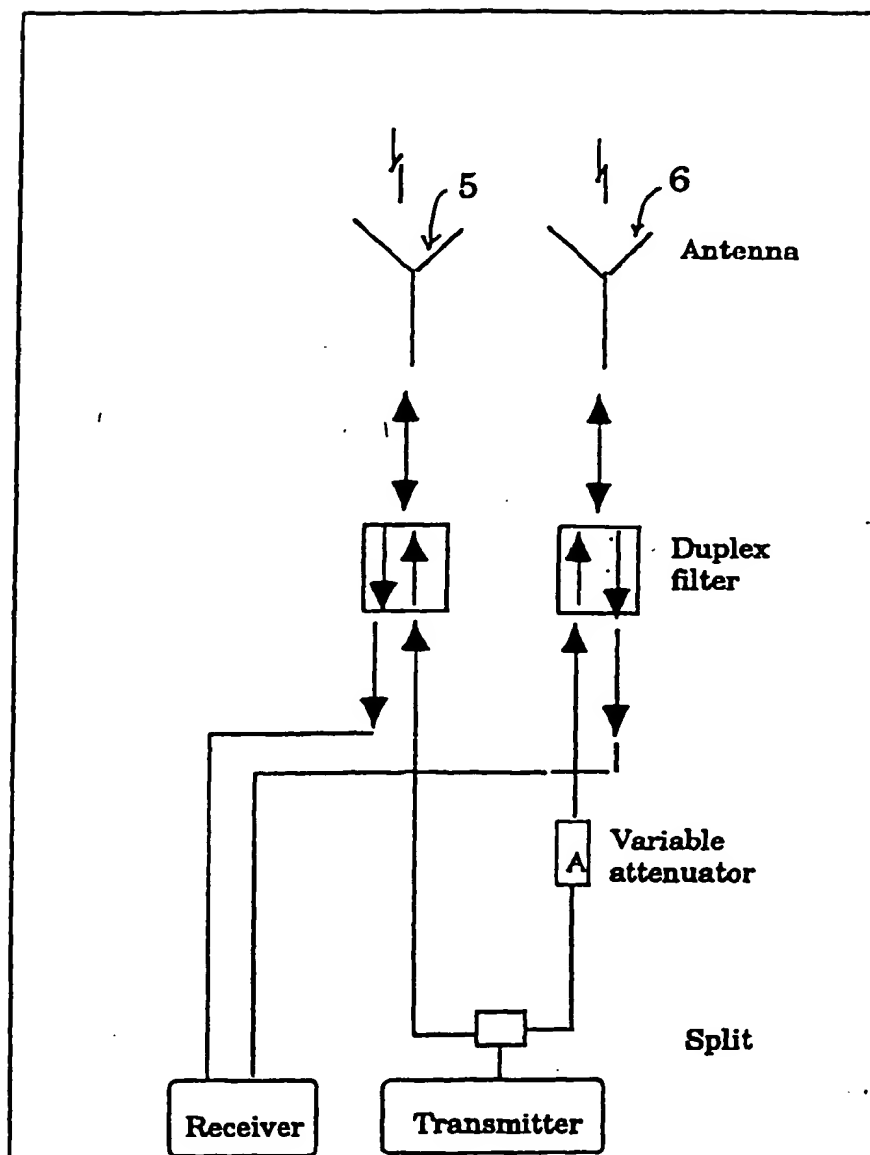 5
6
Antenna
Duplex
filter
Variable
attenuator
A
Split
Receiver
Transmitter